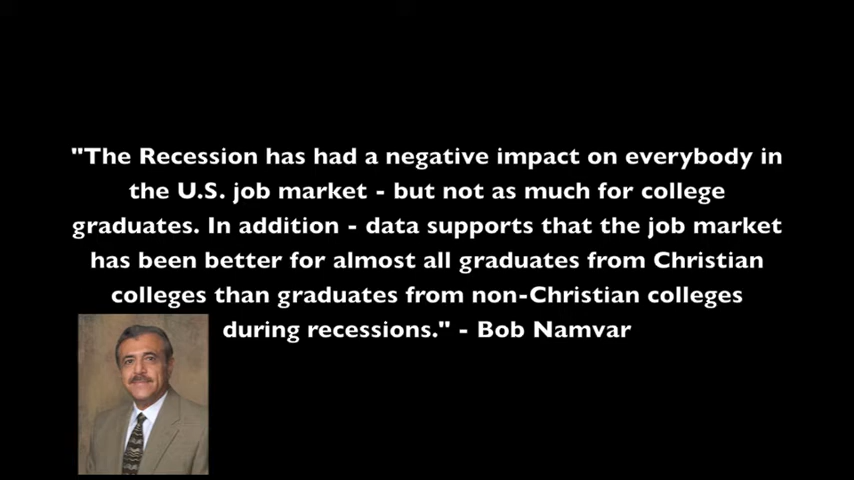 "The Recession has had a negative impact on everybody in
the U.S. job market - but not as much for college
graduates. In addition - data supports that the job market
has been better for almost all graduates from Christian
colleges than graduates from non-Christian colleges
during recessions." - Bob Namvar